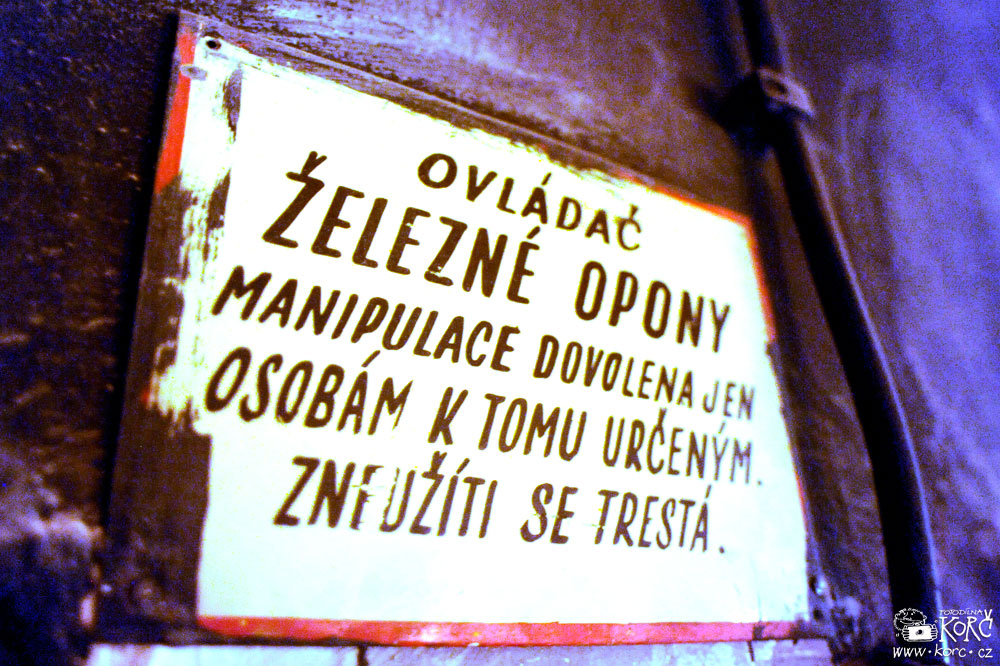 OVLÁDAČ
ŽELEZNÉ OPONY
MANIPULACE DOVOLENA JEN
OSOBÁM K TOMU URČENÝM.
ZNEUŽÍTI SE TRESTÁ.
FOTODÍLNA
KORČ
www.korc.cz